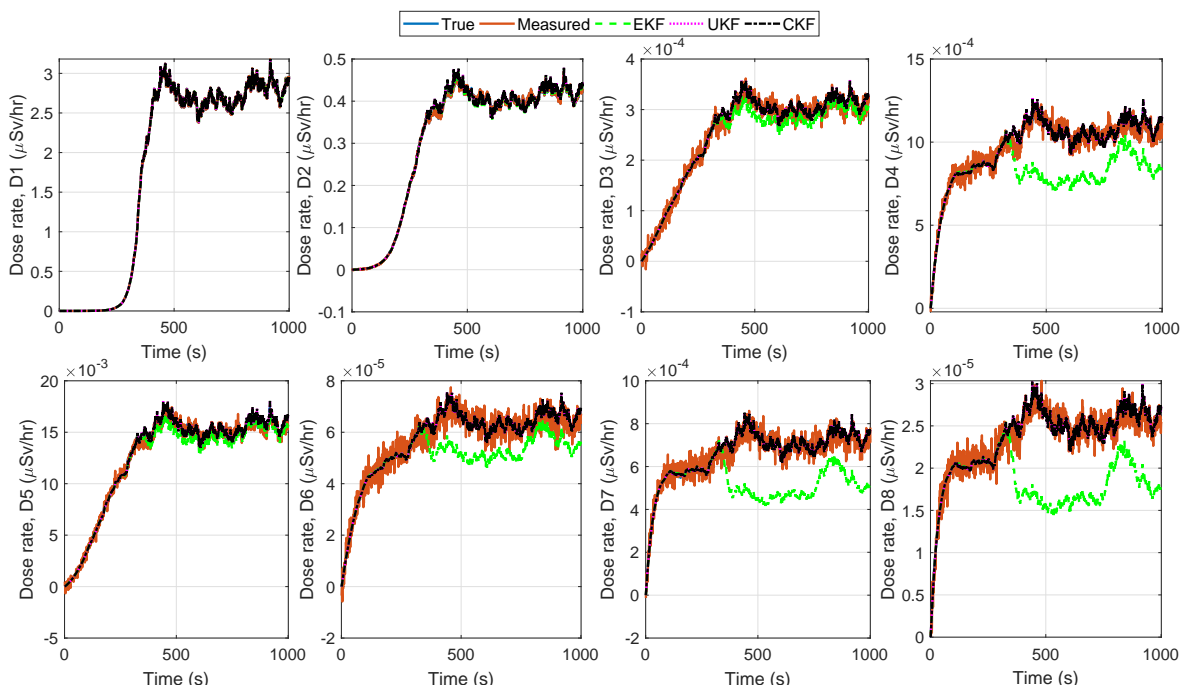 True Measured EKF UKF CKF
Dose rate, D1 (μSv/hr)
3
2.5
2
1.5
1
0.5
0
0 500 1000
Time (s)
Dose rate, D2 (μSv/hr)
0.5
0.4
0.3
0.2
0.1
0
-0.1
0 500 1000
Time (s)
×10-4
Dose rate, D3 (μSv/hr)
4
3
2
1
0
-1
0 500 1000
Time (s)
×10-4
Dose rate, D4 (μSv/hr)
15
10
5
0
0 500 1000
Time (s)
×10-3
Dose rate, D5 (μSv/hr)
20
15
10
5
0
-5
0 500 1000
Time (s)
×10-5
Dose rate, D6 (μSv/hr)
8
6
4
2
0
-2
0 500 1000
Time (s)
×10-4
Dose rate, D7 (μSv/hr)
10
8
6
4
2
0
-2
0 500 1000
Time (s)
×10-5
Dose rate, D8 (μSv/hr)
3
2.5
2
1.5
1
0.5
0
0 500 1000
Time (s)